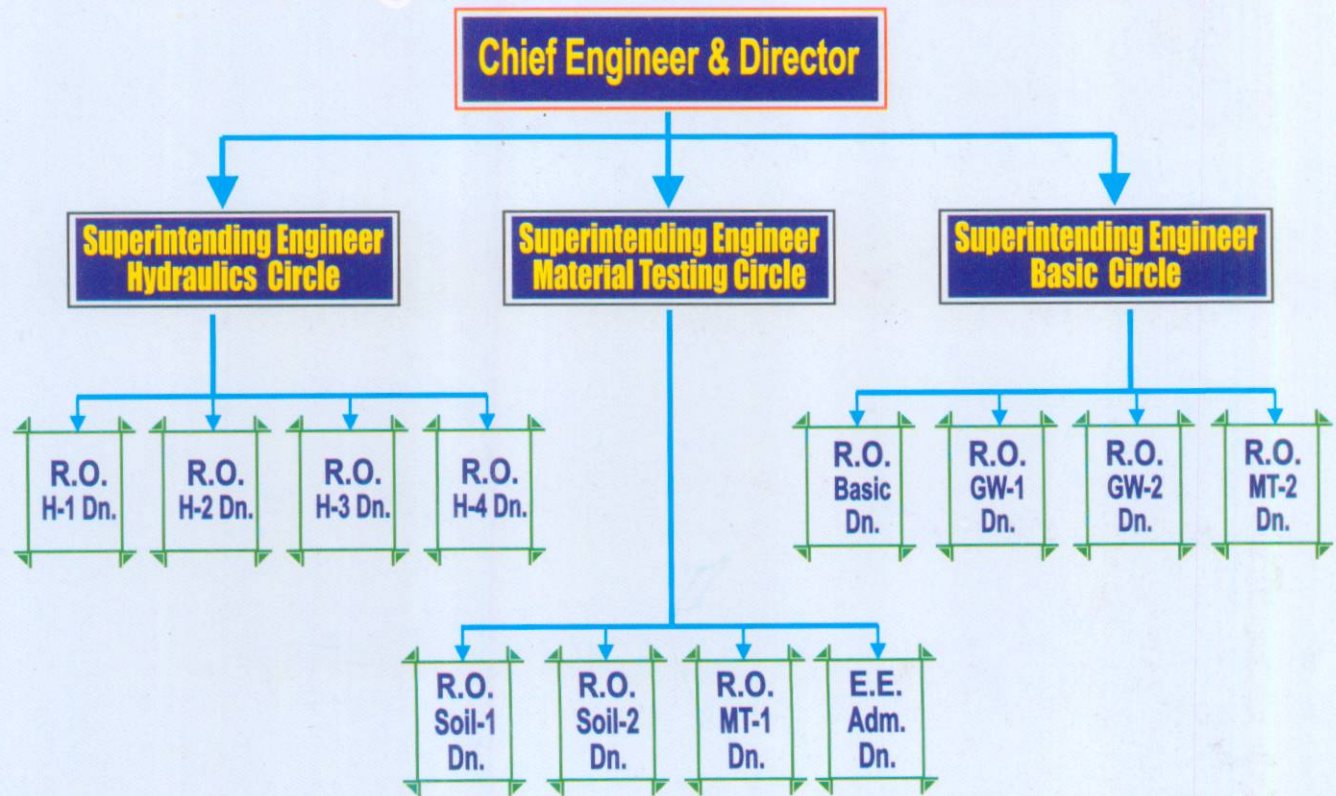 Chief Engineer & Director
Superintending Engineer
Hydraulics Circle
Superintending Engineer
Material Testing Circle
Superintending Engineer
Basic Circle
R.O.
H-1 Dn.
R.O.
H-2 Dn.
R.O.
H-3 Dn.
R.O.
H-4 Dn.
R.O.
Basic
Dn.
R.O.
GW-1
Dn.
R.O.
GW-2
Dn.
R.O.
MT-2
Dn.
R.O.
Soil-1
Dn.
R.O.
Soil-2
Dn.
R.O.
MT-1
Dn.
E.E.
Adm.
Dn.